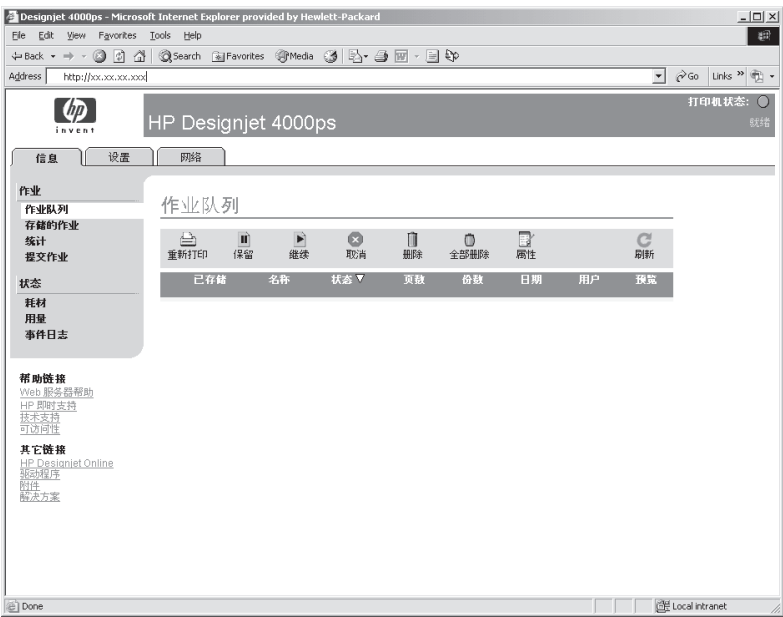 Designjet 4000ps - Microsoft Internet Explorer provided by Hewlett-Packard
File Edit View Favorites Tools Help
Back Search Favorites Media
Address http://xx.xx.xx.xxx Go Links »
hp
invent
HP Designjet 4000ps
打印机状态:
就绪
信息 设置 网络
作业
作业队列
存储的作业
统计
提交作业
状态
耗材
用量
事件日志
帮助链接
Web 服务器帮助
HP 即时支持
技术支持
可访问性
其它链接
HP Designjet Online
驱动程序
附件
解决方案
作业队列
重新打印 保留 继续 取消 删除 全部删除 属性 刷新
已存储 名称 状态 页数 份数 日期 用户 预览
Done Local intranet